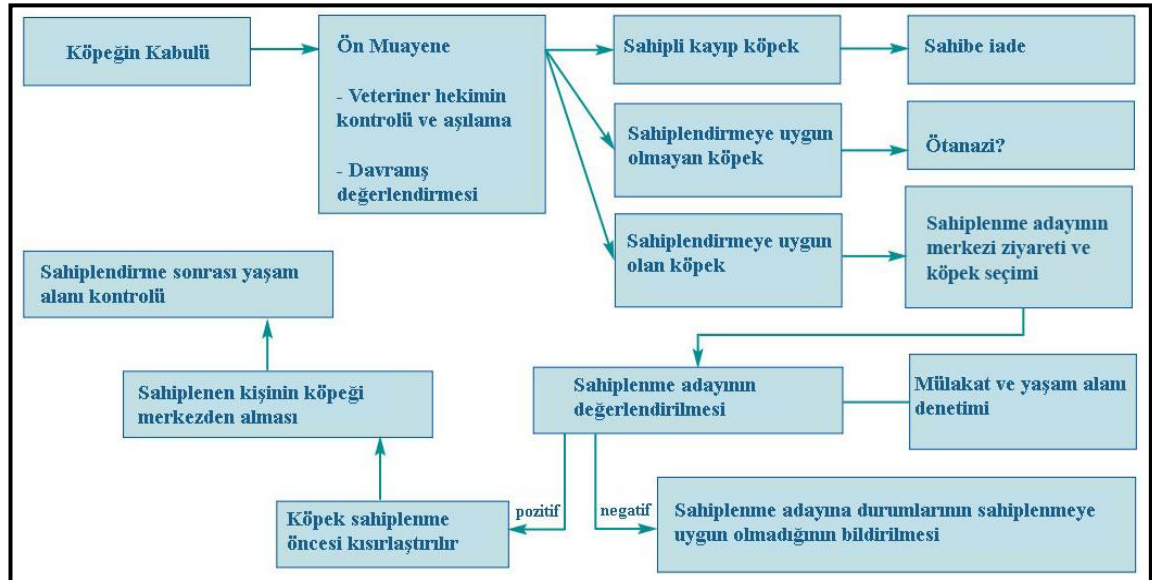 Köpeğin Kabulü
Ön Muayene
- Veteriner hekimin
kontrolü ve aşılama
- Davranış
değerlendirmesi
Sahipli kayıp köpek
Sahibe iade
Sahiplendirmeye uygun
olmayan köpek
Ötanazi?
Sahiplendirmeye uygun
olan köpek
Sahiplenme adayının
merkezi ziyareti ve
köpek seçimi
Sahiplenme adayının
değerlendirilmesi
Mülakat ve yaşam alanı
denetimi
pozitif
negatif
Sahiplenme adayına durumlarının sahiplenmeye
uygun olmadığının bildirilmesi
Köpek sahiplenme
öncesi kısırlaştırılır
Sahiplenen kişinin köpeği
merkezden alması
Sahiplendirme sonrası yaşam
alanı kontrolü